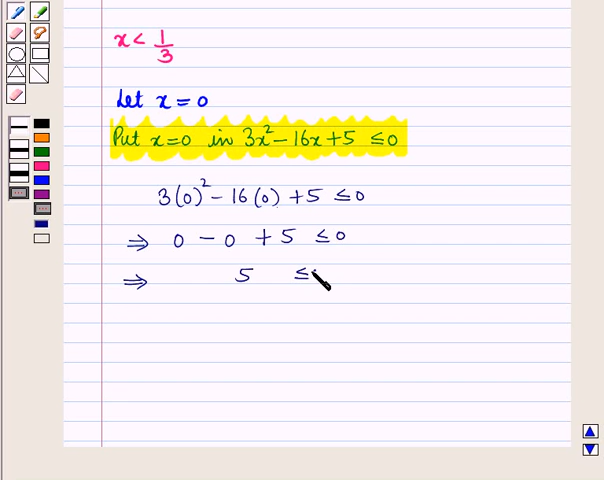 x < 1/3
Let x = 0
Put x=0 in 3x² - 16x + 5 ≤ 0
3(0)² - 16(0) + 5 ≤ 0
⇒ 0 - 0 + 5 ≤ 0
⇒ 5 ≤